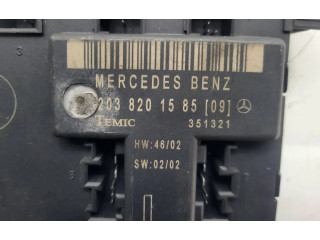 MERCEDES BENZ
203 820 15 85 [09]
TEMIC 351321
HW:46/02
SW:02/02